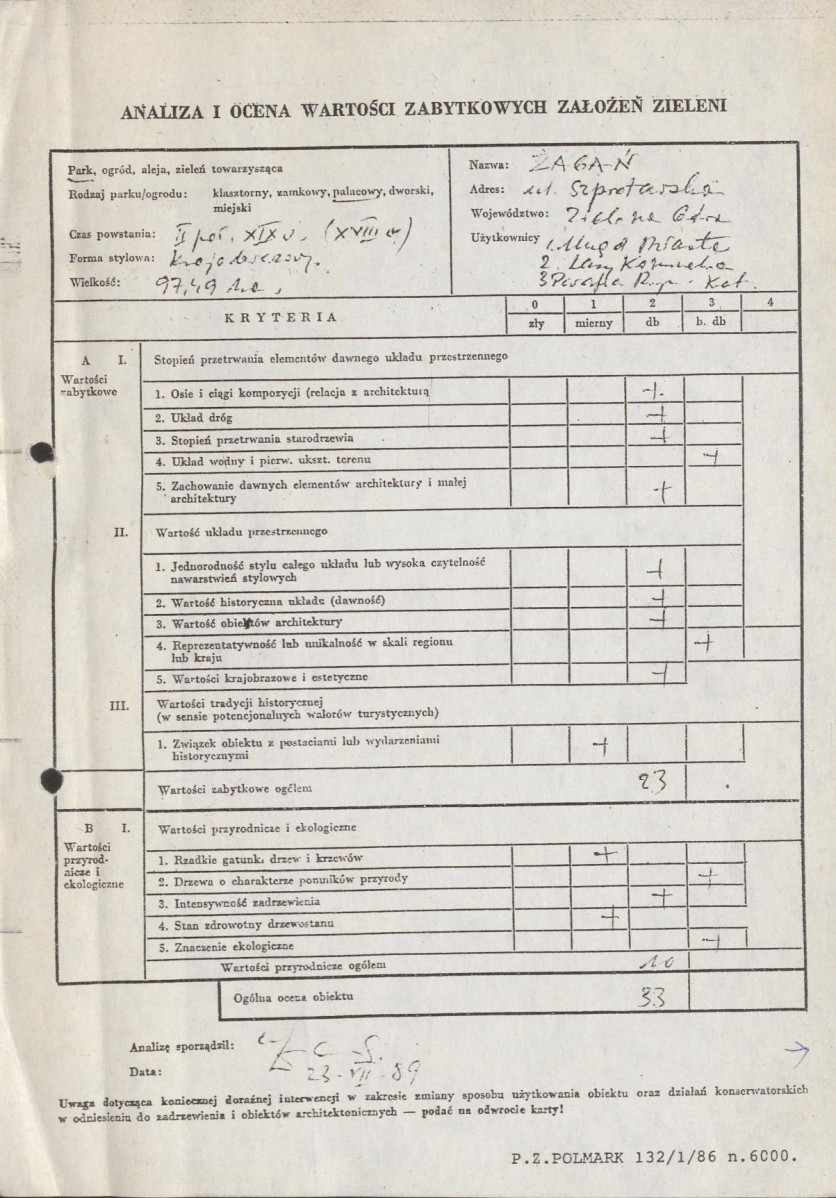 ANALIZA I OCENA WARTOŚCI ZABYTKOWYCH ZAŁOŻEŃ ZIELENI
Park, ogród, aleja, zieleń towarzysząca
Rodzaj parku/ogrodu: klasztorny, zamkowy, pałacowy, dworski,
miejski
Czas powstania: II poł. XIX w. (XVIII w)
Forma stylowa:
Wielkość: 97,49 ha,
Nazwa: ŻAGAŃ
Adres: ul. Szprotawska
Województwo: Zielona Góra
Użytkownicy 1. Urząd Miasta
2. Lasy
3 Parafia Rzym. - Kat.
KRYTERIA
0 1 2 3 4
zły mierny db b. db
A I. Stopień przetrwania elementów dawnego układu przestrzennego
Wartości
zabytkowe
1. Osie i ciągi kompozycji (relacja z architekturą +
2. Układ dróg +
3. Stopień przetrwania starodrzewia +
4. Układ wodny i pierw. ukszt. terenu +
5. Zachowanie dawnych elementów architektury i małej
architektury +
II. Wartość układu przestrzennego
1. Jednorodność stylu całego układu lub wysoka czytelność
nawarstwień stylowych +
2. Wartość historyczna układu (dawność) +
3. Wartość obiektów architektury +
4. Reprezentatywność lub unikalność w skali regionu
lub kraju +
5. Wartości krajobrazowe i estetyczne +
III. Wartości tradycji historycznej
(w sensie potencjonalnych walorów turystycznych)
1. Związek obiektu z postaciami lub wydarzeniami
historycznymi +
Wartości zabytkowe ogółem 23
B I. Wartości przyrodnicze i ekologiczne
Wartości
przyrod-
nicze i
ekologiczne
1. Rzadkie gatunki drzew i krzewów +
2. Drzewa o charakterze pomników przyrody +
3. Intensywność zadrzewienia +
4. Stan zdrowotny drzewostanu +
5. Znaczenie ekologiczne +
Wartości przyrodnicze ogółem 10
Ogólna ocena obiektu 33
Analizę sporządził:
Data: 23-VII-89
Uwaga dotycząca koniecznej doraźnej interwencji w zakresie zmiany sposobu użytkowania obiektu oraz działań konserwatorskich
w odniesieniu do zadrzewienia i obiektów architektonicznych — podać na odwrocie karty!
P.Z.POLMARK 132/1/86 n.6000.